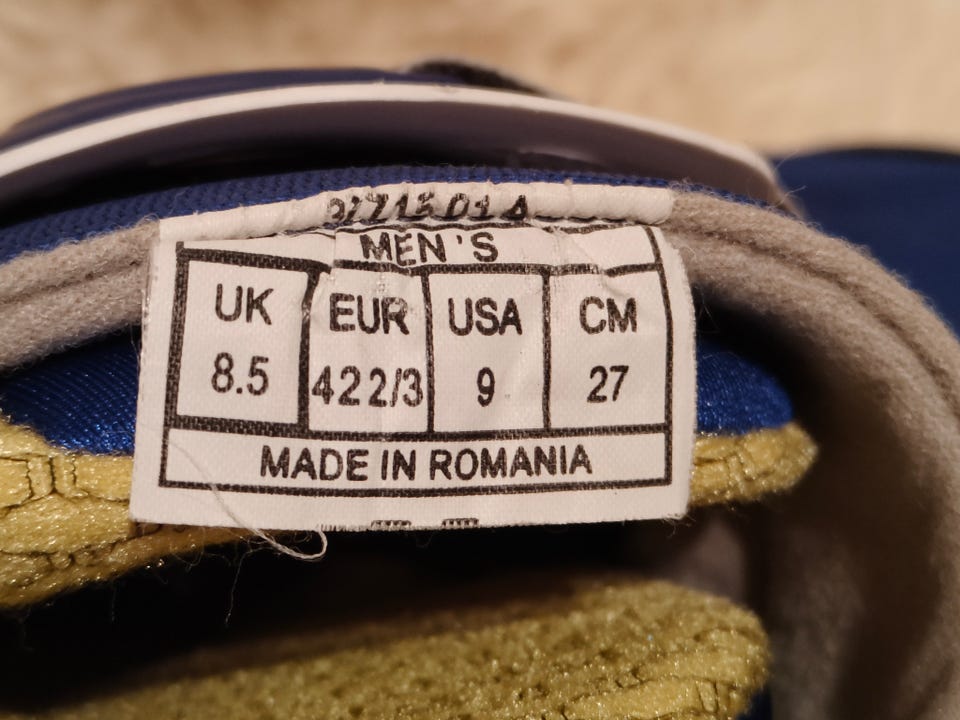 MEN'S
UK EUR USA CM
8.5 42 2/3 9 27
MADE IN ROMANIA